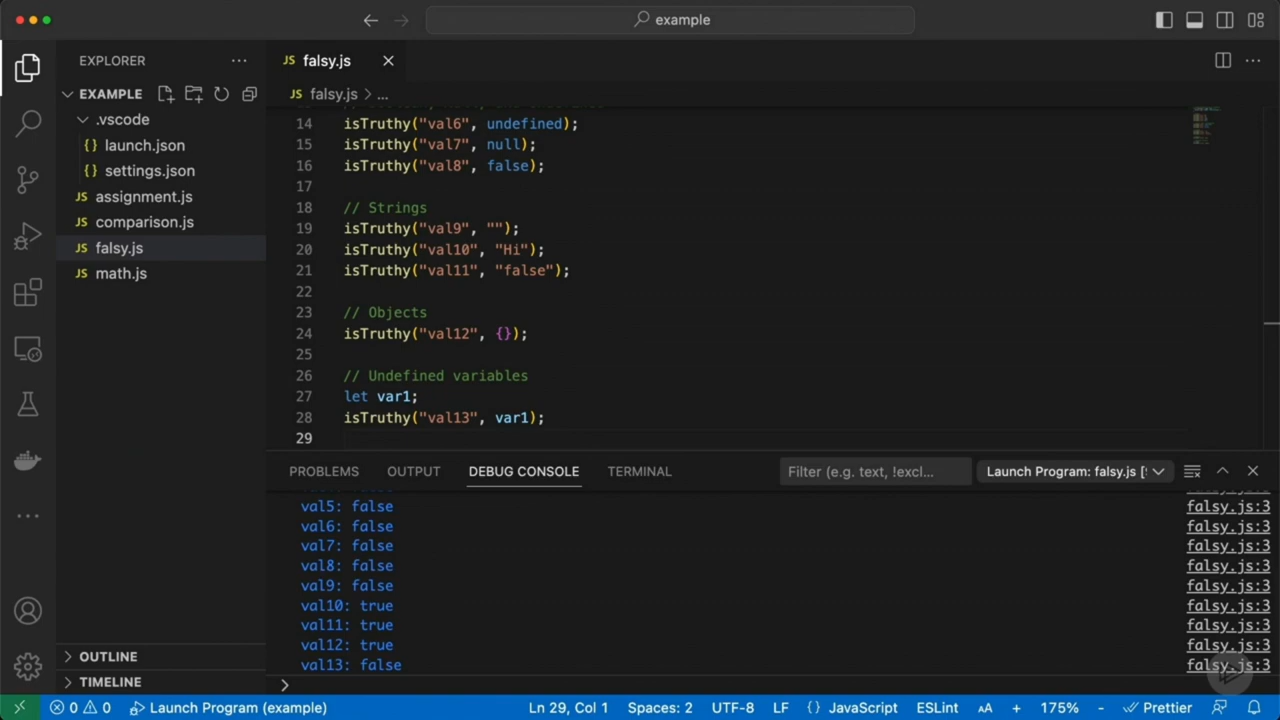 example
EXPLORER
falsy.js
EXAMPLE
falsy.js > ...
.vscode
launch.json
settings.json
JS assignment.js
JS comparison.js
JS falsy.js
JS math.js
14 isTruthy("val6", undefined);
15 isTruthy("val7", null);
16 isTruthy("val8", false);
17
18 // Strings
19 isTruthy("val9", "");
20 isTruthy("val10", "Hi");
21 isTruthy("val11", "false");
22
23 // Objects
24 isTruthy("val12", {});
25
26 // Undefined variables
27 let var1;
28 isTruthy("val13", var1);
29
PROBLEMS OUTPUT DEBUG CONSOLE TERMINAL Filter (e.g. text, !excl... Launch Program: falsy.js [
val5: false falsy.js:3
val6: false falsy.js:3
val7: false falsy.js:3
val8: false falsy.js:3
val9: false falsy.js:3
val10: true falsy.js:3
val11: true falsy.js:3
val12: true falsy.js:3
val13: false falsy.js:3
>
OUTLINE
TIMELINE
0 0 Launch Program (example) Ln 29, Col 1 Spaces: 2 UTF-8 LF {} JavaScript ESLint AA + 175% - Prettier